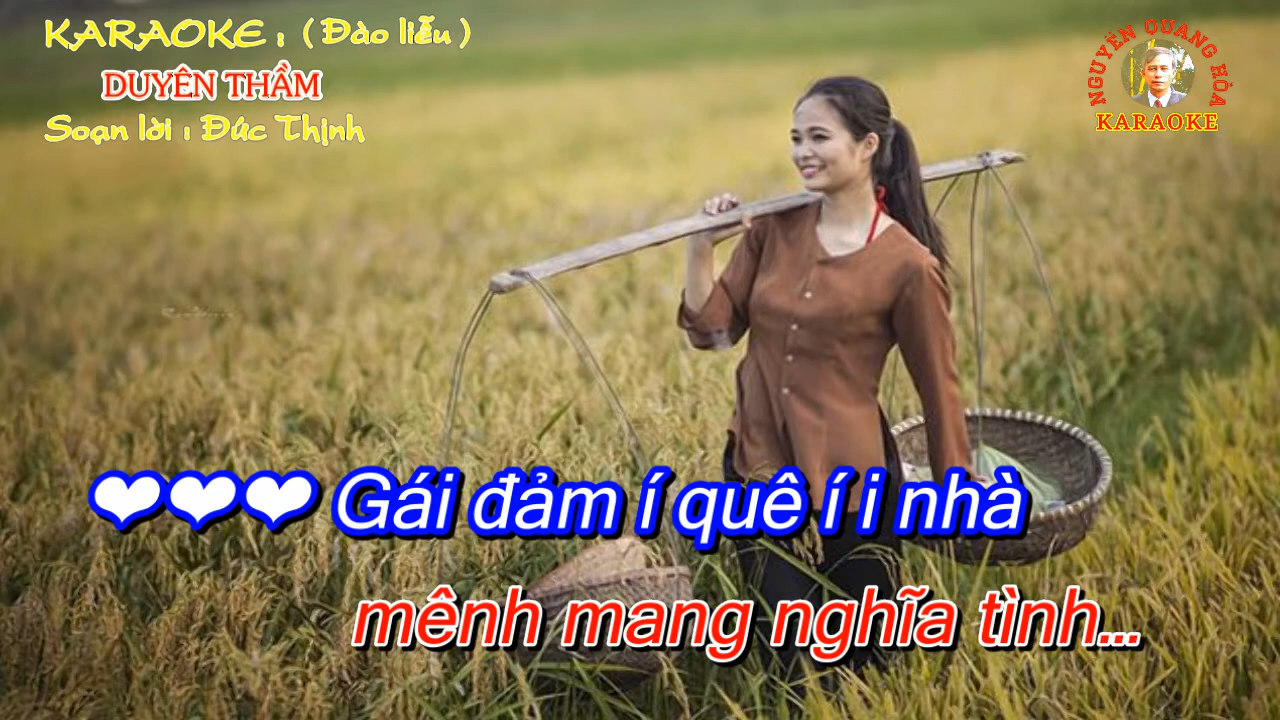 KARAOKE : ( Đào liễu )
DUYÊN THẦM
Soạn lời : Đức Thịnh
NGUYỄN QUANG HÒA
KARAOKE
❤❤❤ Gái đảm í quê í i nhà
mênh mang nghĩa tình...